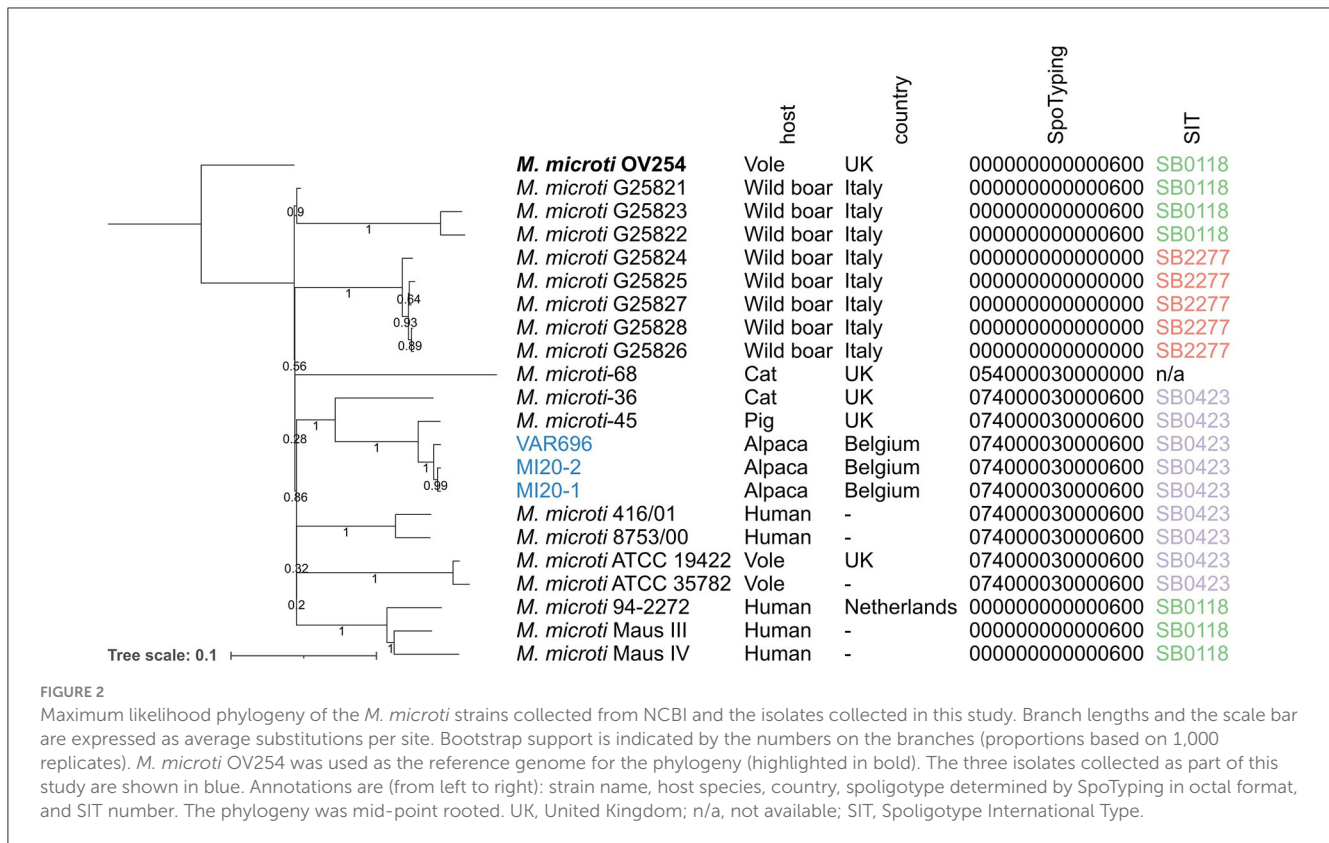 host country SpoTyping SIT
M. microti OV254 Vole UK 000000000000600 SB0118
M. microti G25821 Wild boar Italy 000000000000600 SB0118
0.9
M. microti G25823 Wild boar Italy 000000000000600 SB0118
1
M. microti G25822 Wild boar Italy 000000000000600 SB0118
M. microti G25824 Wild boar Italy 000000000000000 SB2277
M. microti G25825 Wild boar Italy 000000000000000 SB2277
1 0.64
M. microti G25827 Wild boar Italy 000000000000000 SB2277
0.93
M. microti G25828 Wild boar Italy 000000000000000 SB2277
0.89
M. microti G25826 Wild boar Italy 000000000000000 SB2277
0.56
M. microti-68 Cat UK 054000030000000 n/a
M. microti-36 Cat UK 074000030000600 SB0423
M. microti-45 Pig UK 074000030000600 SB0423
1
0.28 1
VAR696 Alpaca Belgium 074000030000600 SB0423
MI20-2 Alpaca Belgium 074000030000600 SB0423
1
0.99
MI20-1 Alpaca Belgium 074000030000600 SB0423
0.86
M. microti 416/01 Human - 074000030000600 SB0423
1
M. microti 8753/00 Human - 074000030000600 SB0423
M. microti ATCC 19422 Vole UK 074000030000600 SB0423
0.32 1
M. microti ATCC 35782 Vole - 074000030000600 SB0423
0.2
M. microti 94-2272 Human Netherlands 000000000000600 SB0118
1
M. microti Maus III Human - 000000000000600 SB0118
1
M. microti Maus IV Human - 000000000000600 SB0118
Tree scale: 0.1
FIGURE 2
Maximum likelihood phylogeny of the M. microti strains collected from NCBI and the isolates collected in this study. Branch lengths and the scale bar
are expressed as average substitutions per site. Bootstrap support is indicated by the numbers on the branches (proportions based on 1,000
replicates). M. microti OV254 was used as the reference genome for the phylogeny (highlighted in bold). The three isolates collected as part of this
study are shown in blue. Annotations are (from left to right): strain name, host species, country, spoligotype determined by SpoTyping in octal format,
and SIT number. The phylogeny was mid-point rooted. UK, United Kingdom; n/a, not available; SIT, Spoligotype International Type.